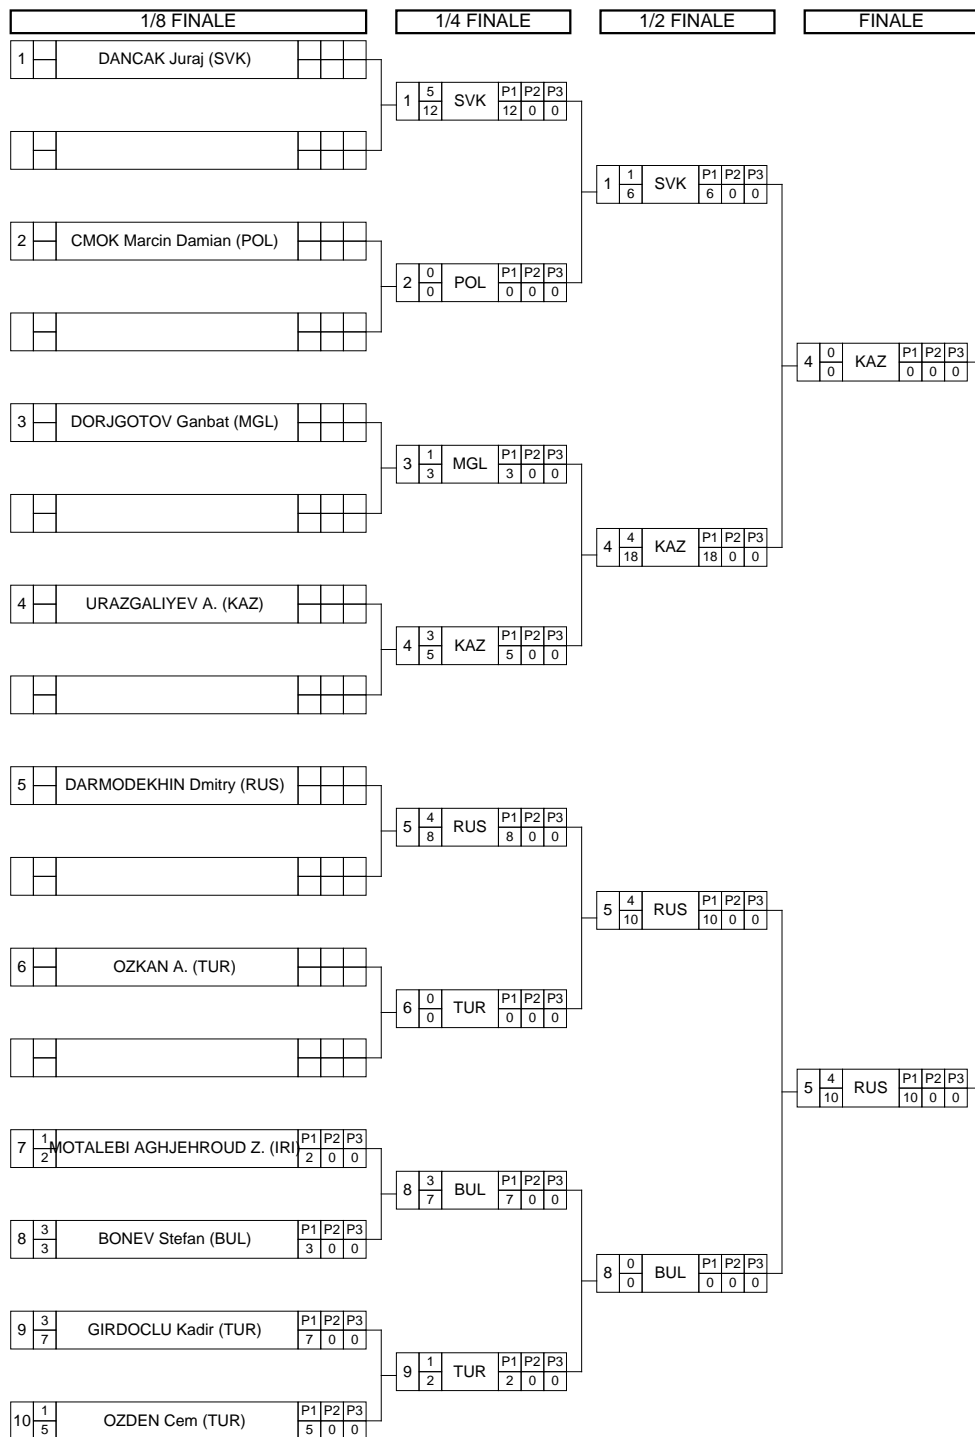 1/8 FINALE 1/4 FINALE 1/2 FINALE FINALE
1 DANCAK Juraj (SVK)
1 5 12 SVK P1 P2 P3 12 0 0
1 1 6 SVK P1 P2 P3 6 0 0
2 CMOK Marcin Damian (POL)
2 0 0 POL P1 P2 P3 0 0 0
4 0 0 KAZ P1 P2 P3 0 0 0
3 DORJGOTOV Ganbat (MGL)
3 1 3 MGL P1 P2 P3 3 0 0
4 4 18 KAZ P1 P2 P3 18 0 0
4 URAZGALIYEV A. (KAZ)
4 3 5 KAZ P1 P2 P3 5 0 0
5 DARMODEKHIN Dmitry (RUS)
5 4 8 RUS P1 P2 P3 8 0 0
5 4 10 RUS P1 P2 P3 10 0 0
6 OZKAN A. (TUR)
6 0 0 TUR P1 P2 P3 0 0 0
5 4 10 RUS P1 P2 P3 10 0 0
7 1 2 MOTALEBI AGHJEHROUD Z. (IRI) P1 P2 P3 2 0 0
8 3 7 BUL P1 P2 P3 7 0 0
8 3 3 BONEV Stefan (BUL) P1 P2 P3 3 0 0
8 0 0 BUL P1 P2 P3 0 0 0
9 3 7 GIRDOCLU Kadir (TUR) P1 P2 P3 7 0 0
9 1 2 TUR P1 P2 P3 2 0 0
10 1 5 OZDEN Cem (TUR) P1 P2 P3 5 0 0